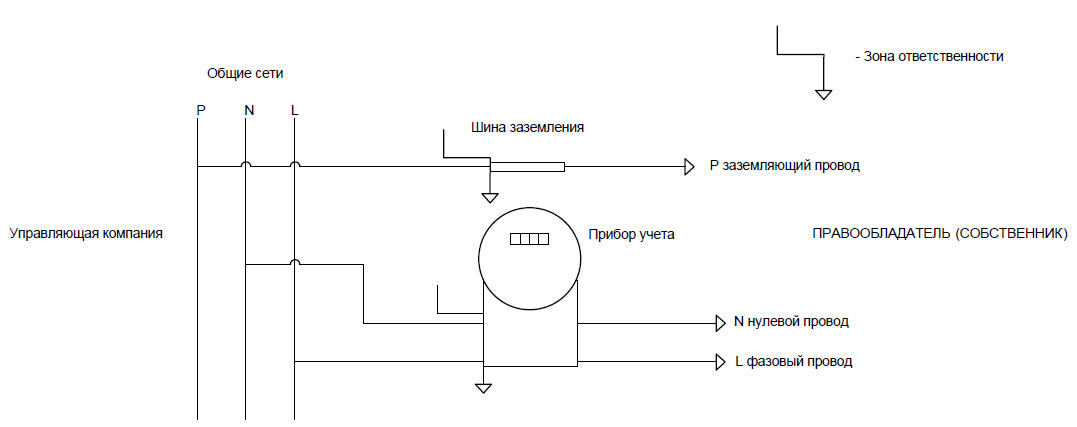 - Зона ответственности
Общие сети
P N L
Шина заземления
P заземляющий провод
Управляющая компания
Прибор учета
ПРАВООБЛАДАТЕЛЬ (СОБСТВЕННИК)
N нулевой провод
L фазовый провод